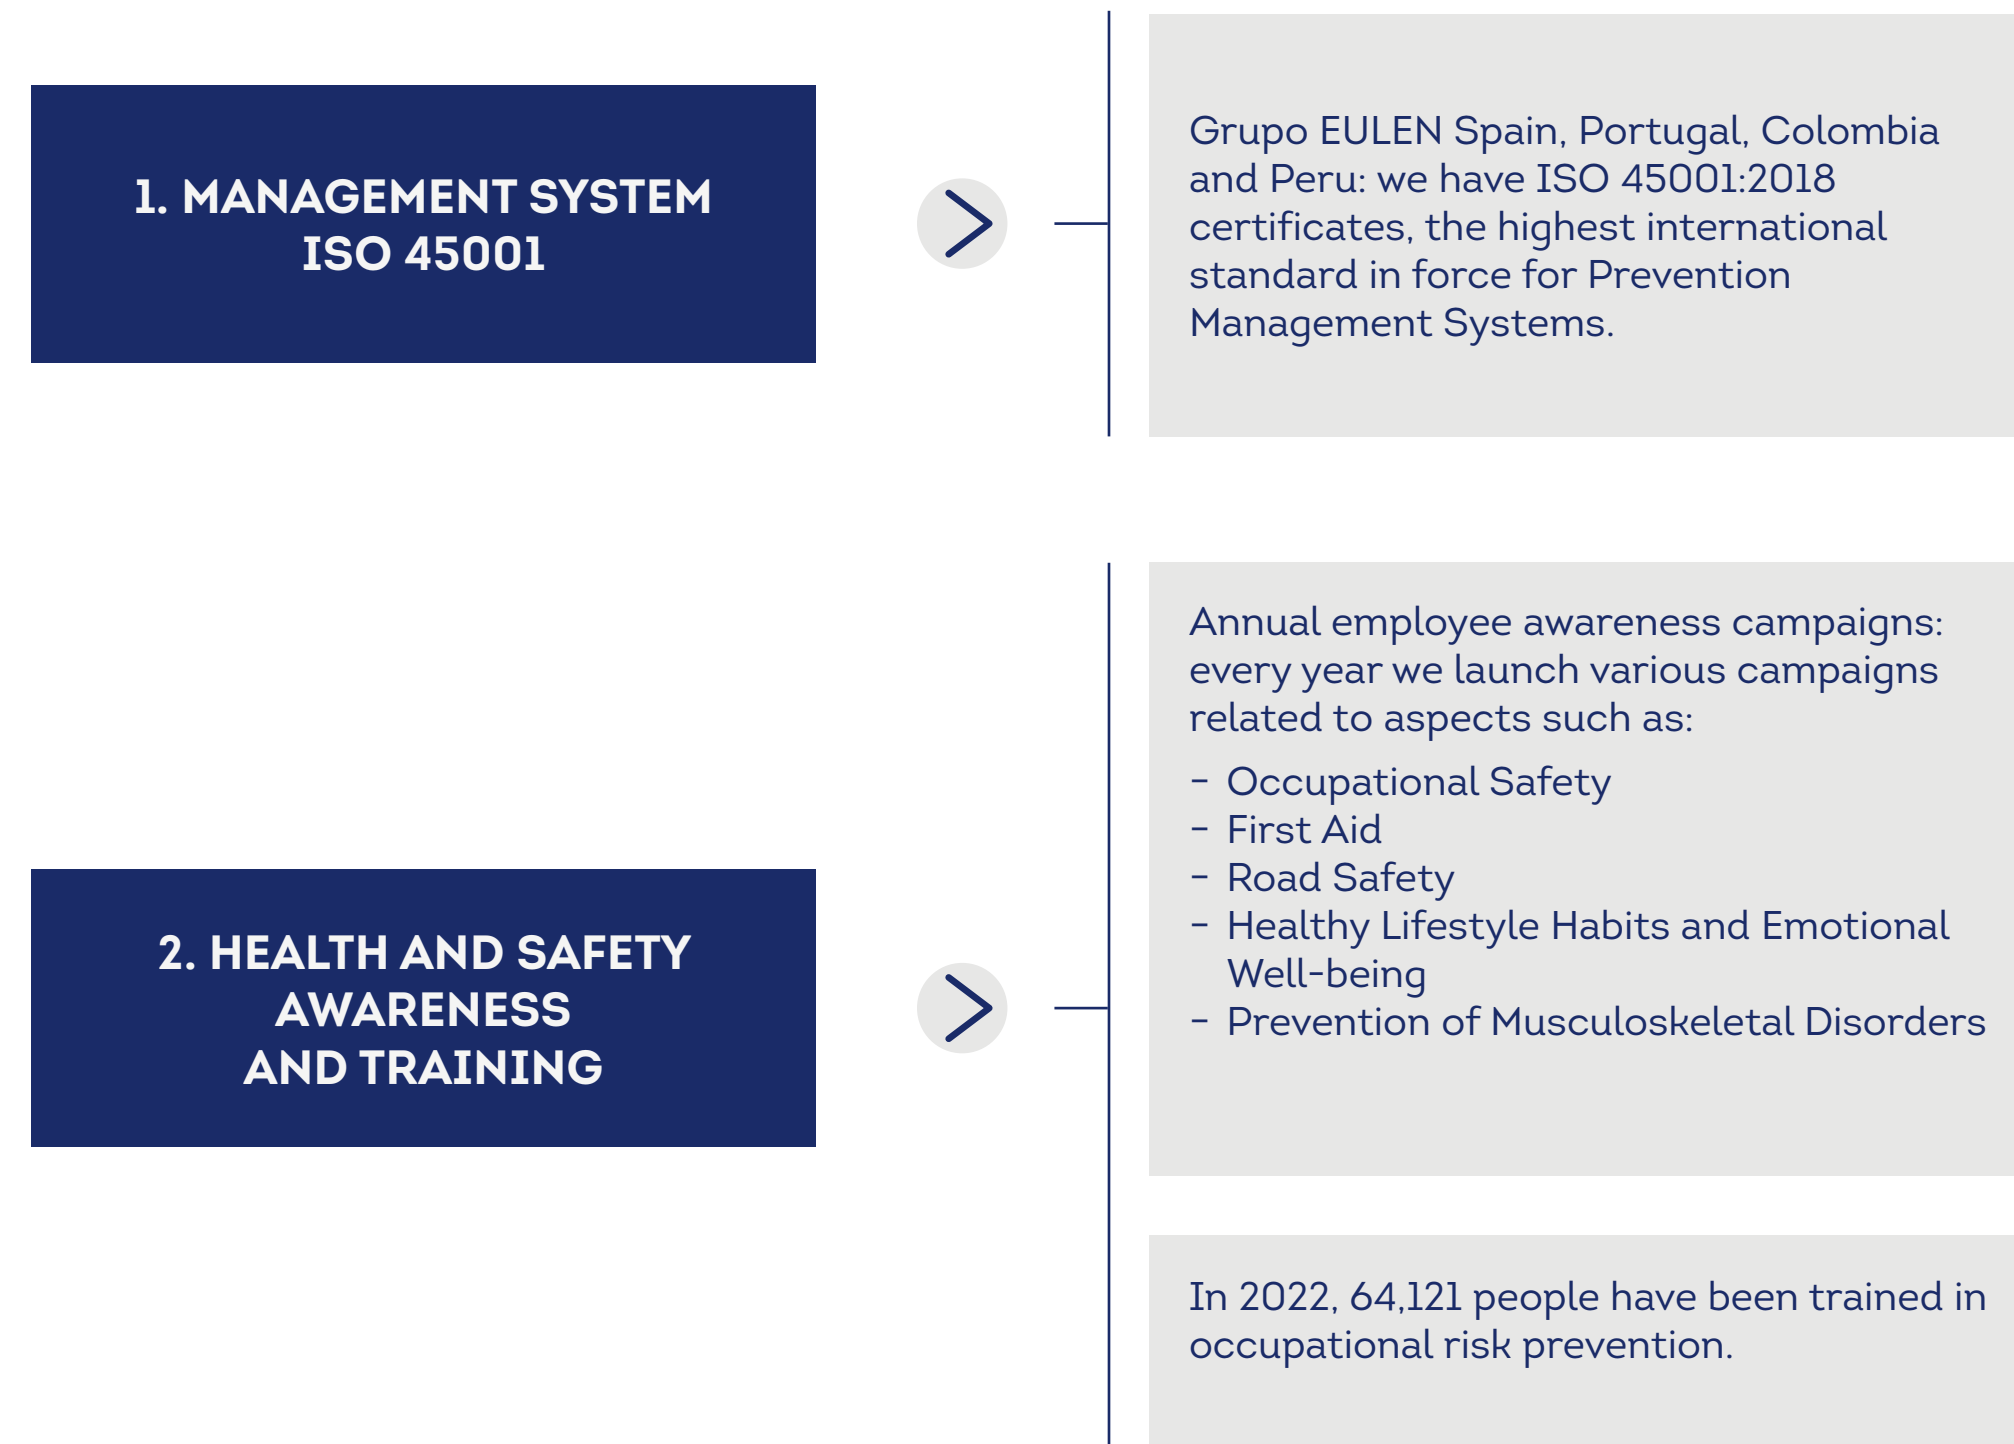 1. MANAGEMENT SYSTEM
ISO 45001
Grupo EULEN Spain, Portugal, Colombia
and Peru: we have ISO 45001:2018
certificates, the highest international
standard in force for Prevention
Management Systems.
2. HEALTH AND SAFETY
AWARENESS
AND TRAINING
Annual employee awareness campaigns:
every year we launch various campaigns
related to aspects such as:
- Occupational Safety
- First Aid
- Road Safety
- Healthy Lifestyle Habits and Emotional
Well-being
- Prevention of Musculoskeletal Disorders
In 2022, 64,121 people have been trained in
occupational risk prevention.